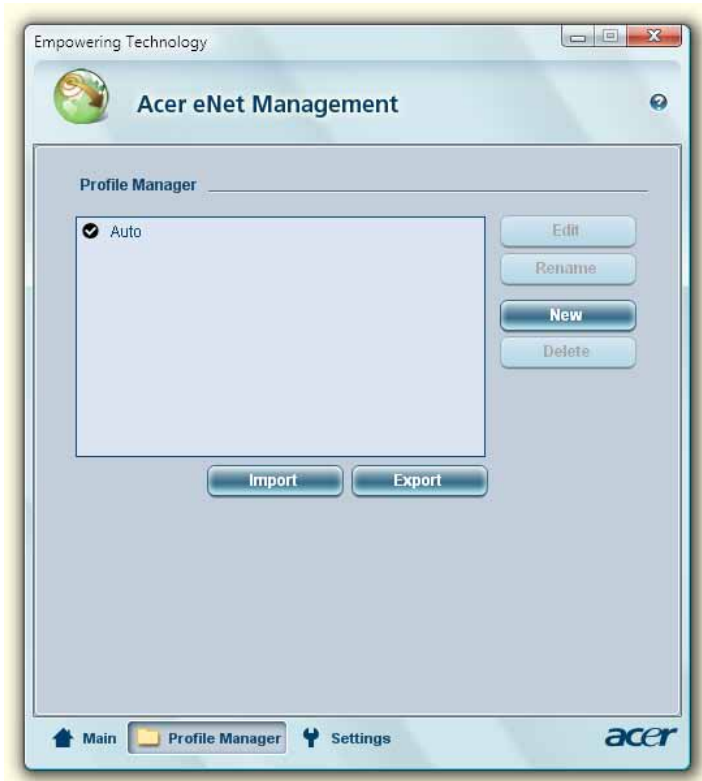 Empowering Technology
Acer eNet Management
Profile Manager
Auto
Edit
Rename
New
Delete
Import
Export
Main
Profile Manager
Settings
acer